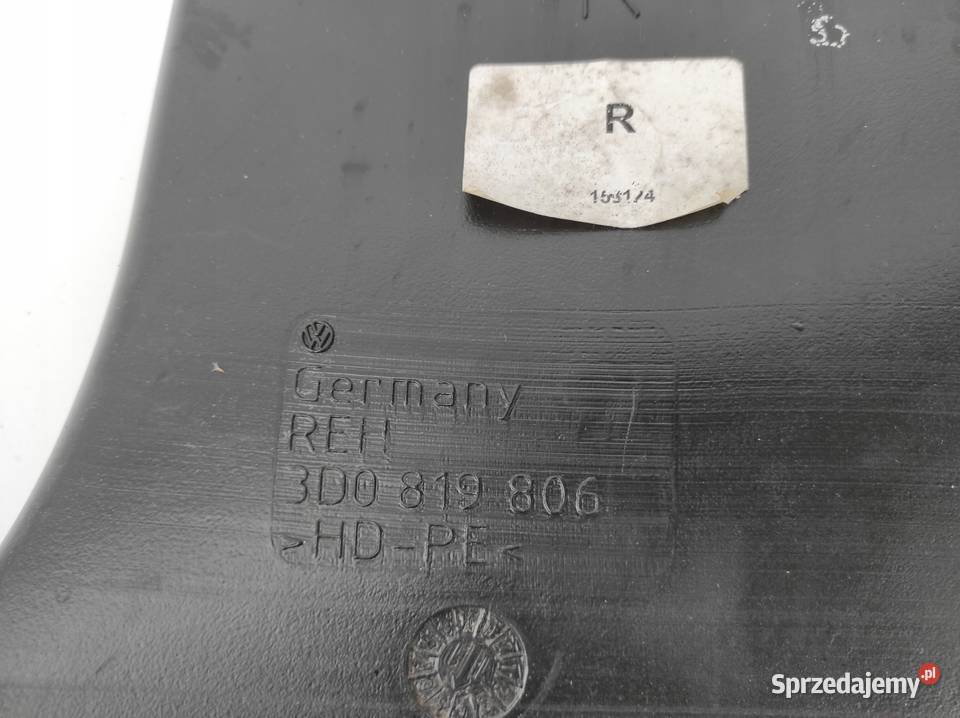 R
Germany
REH
3D0 819 806
>HD-PE<
Sprzedajemy.pl